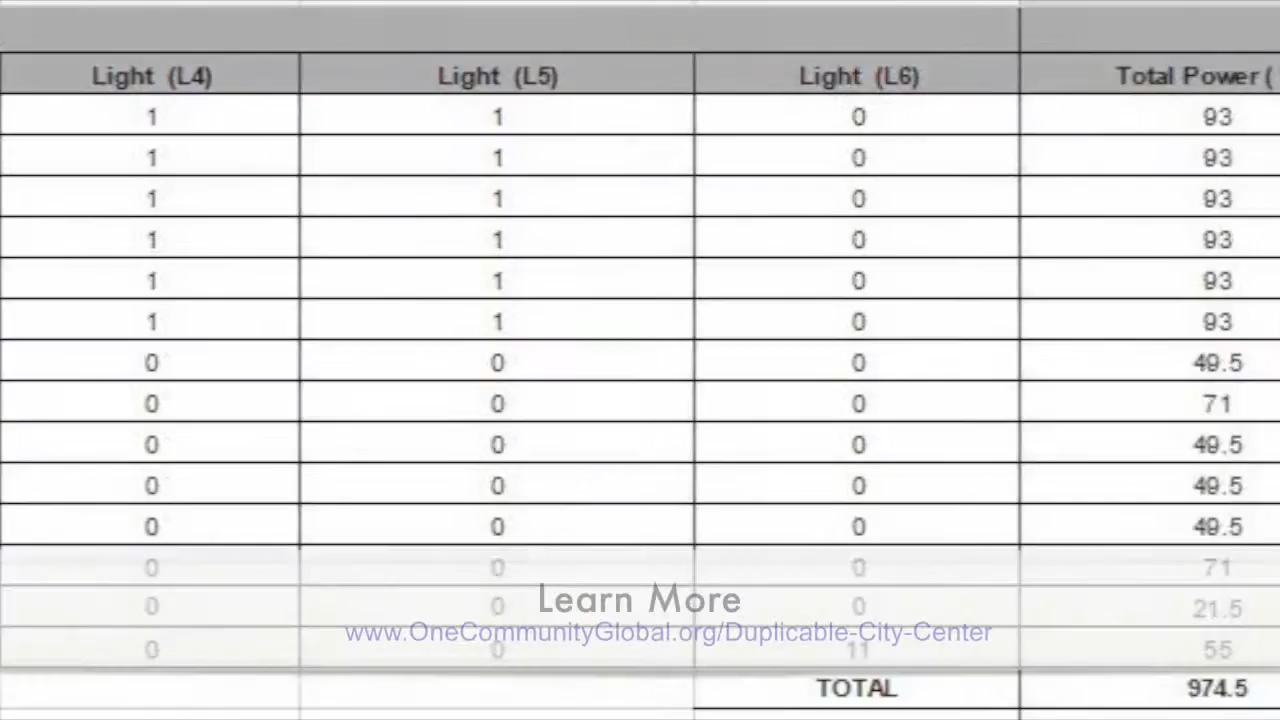 Light (L4) Light (L5) Light (L6) Total Power (
1 1 0 93
1 1 0 93
1 1 0 93
1 1 0 93
1 1 0 93
1 1 0 93
0 0 0 49.5
0 0 0 71
0 0 0 49.5
0 0 0 49.5
0 0 0 49.5
0 0 0 71
Learn More
0 0 0 21.5
www.OneCommunityGlobal.org/Duplicable-City-Center
0 0 11 55
TOTAL 974.5